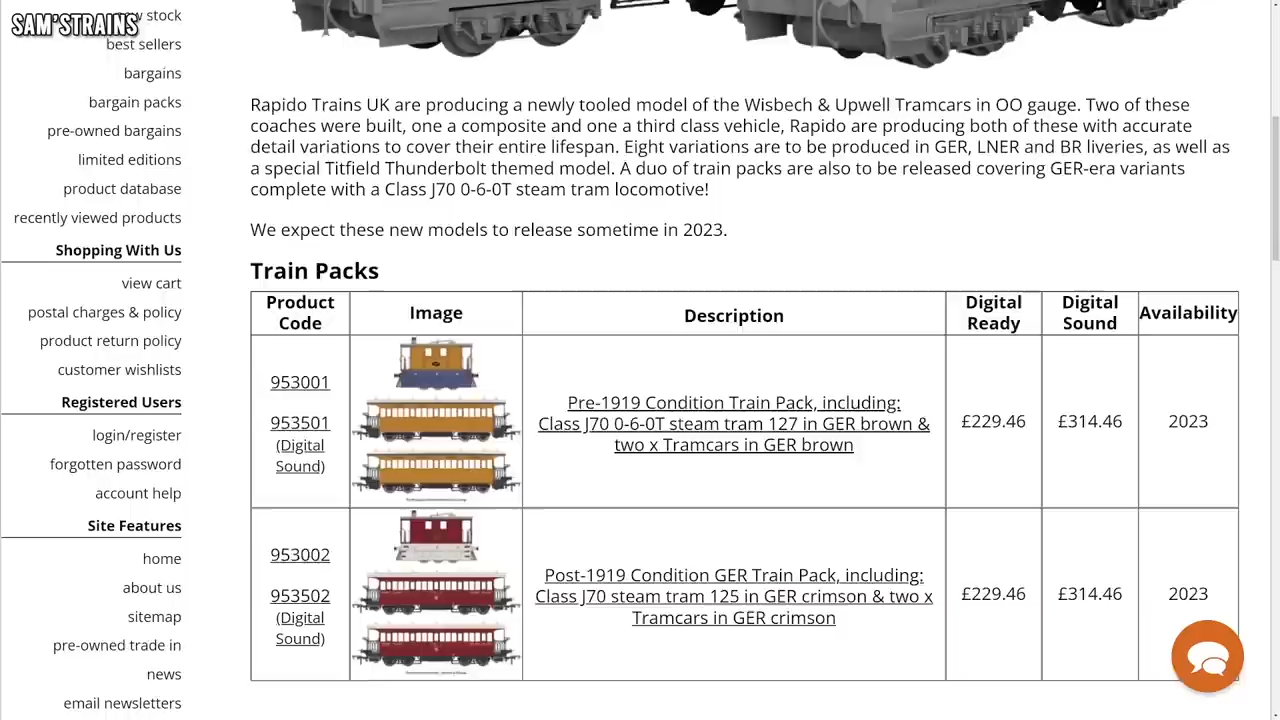 SAM'STRAINS
new stock
best sellers
bargains
bargain packs
pre-owned bargains
limited editions
product database
recently viewed products
Shopping With Us
view cart
postal charges & policy
product return policy
customer wishlists
Registered Users
login/register
forgotten password
account help
Site Features
home
about us
sitemap
pre-owned trade in
news
email newsletters
Rapido Trains UK are producing a newly tooled model of the Wisbech & Upwell Tramcars in OO gauge. Two of these
coaches were built, one a composite and one a third class vehicle, Rapido are producing both of these with accurate
detail variations to cover their entire lifespan. Eight variations are to be produced in GER, LNER and BR liveries, as well as
a special Titfield Thunderbolt themed model. A duo of train packs are also to be released covering GER-era variants
complete with a Class J70 0-6-0T steam tram locomotive!
We expect these new models to release sometime in 2023.
Train Packs
Product
Code
Image
Description
Digital
Ready
Digital
Sound
Availability
953001
953501
(Digital
Sound)
Pre-1919 Condition Train Pack, including:
Class J70 0-6-0T steam tram 127 in GER brown &
two x Tramcars in GER brown
£229.46
£314.46
2023
953002
953502
(Digital
Sound)
Post-1919 Condition GER Train Pack, including:
Class J70 steam tram 125 in GER crimson & two x
Tramcars in GER crimson
£229.46
£314.46
2023